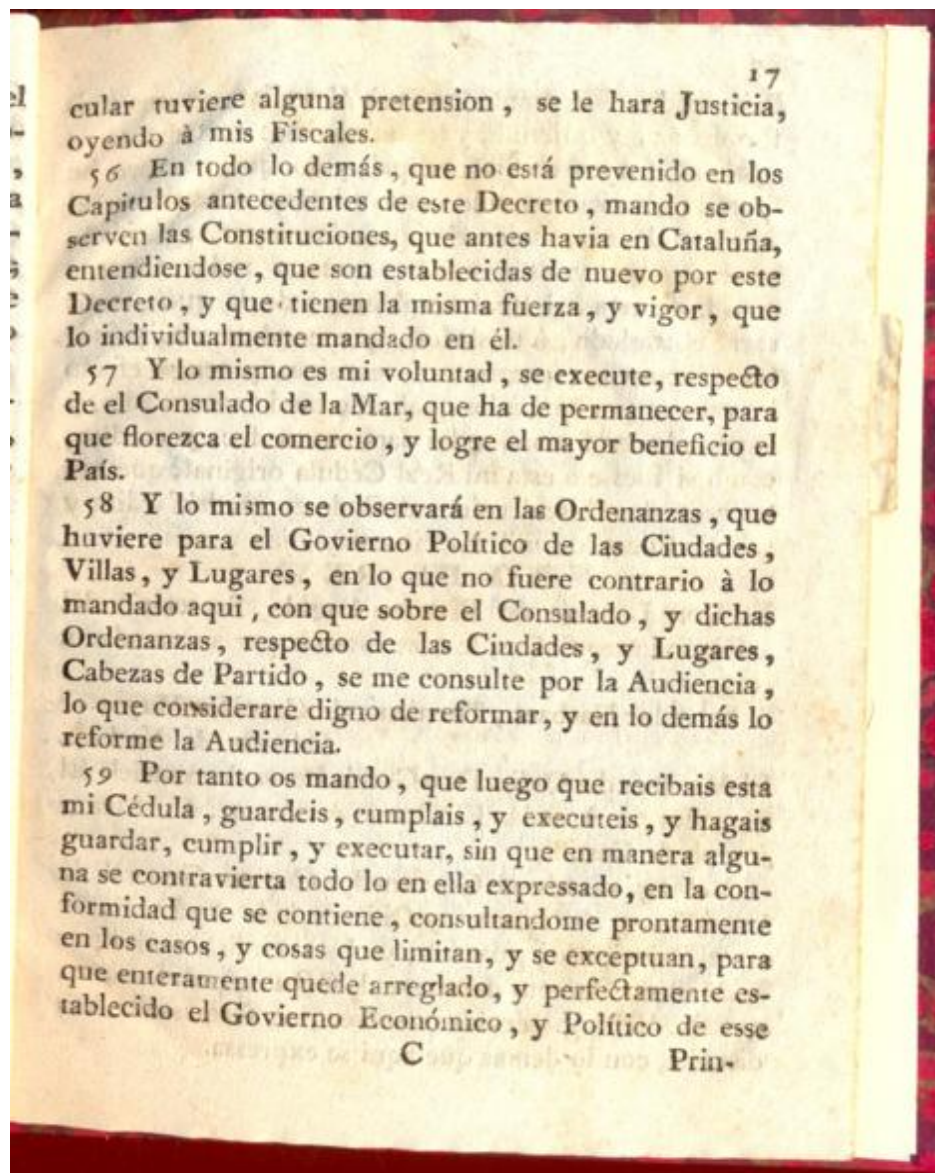 17
cular tuviere alguna pretension, se le hará Justicia,
oyendo à mis Fiscales.
56 En todo lo demás, que no está prevenido en los
Capitulos antecedentes de este Decreto, mando se ob-
serven las Constituciones, que antes havia en Cataluña,
entendiendose, que son establecidas de nuevo por este
Decreto, y que tienen la misma fuerza, y vigor, que
lo individualmente mandado en él.
57 Y lo mismo es mi voluntad, se execute, respecto
de el Consulado de la Mar, que ha de permanecer, para
que florezca el comercio, y logre el mayor beneficio el
País.
58 Y lo mismo se observará en las Ordenanzas, que
huviere para el Govierno Político de las Ciudades,
Villas, y Lugares, en lo que no fuere contrario à lo
mandado aqui, con que sobre el Consulado, y dichas
Ordenanzas, respecto de las Ciudades, y Lugares,
Cabezas de Partido, se me consulte por la Audiencia,
lo que considerare digno de reformar, y en lo demás lo
reforme la Audiencia.
59 Por tanto os mando, que luego que recibais esta
mi Cédula, guardeis, cumplais, y executeis, y hagais
guardar, cumplir, y executar, sin que en manera algu-
na se contravierta todo lo en ella expressado, en la con-
formidad que se contiene, consultandome prontamente
en los casos, y cosas que limitan, y se exceptuan, para
que enteramente quede arreglado, y perfectamente es-
tablecido el Govierno Económico, y Político de esse
C Prin-